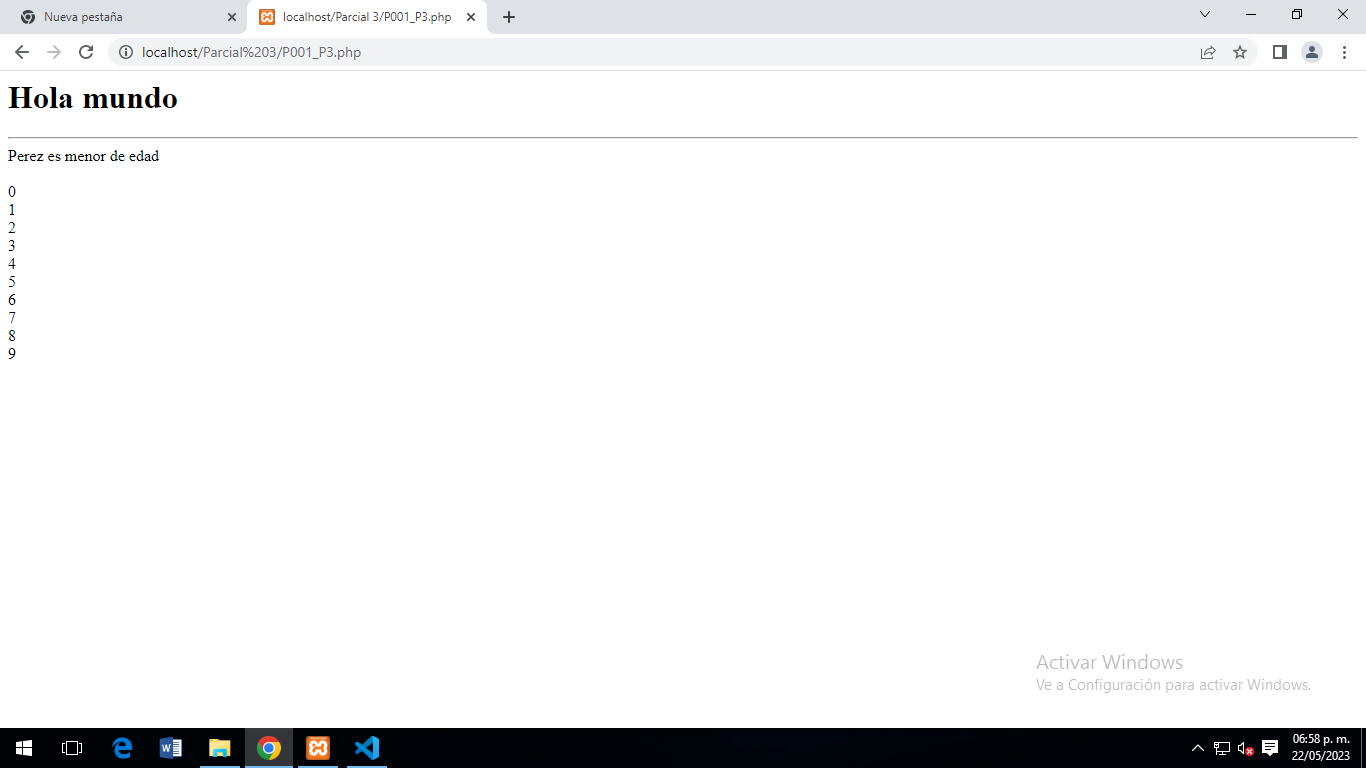 Nueva pestaña
localhost/Parcial 3/P001_P3.php
localhost/Parcial%203/P001_P3.php
Hola mundo
Perez es menor de edad
0
1
2
3
4
5
6
7
8
9
Activar Windows
Ve a Configuración para activar Windows.
06:58 p. m.
22/05/2023